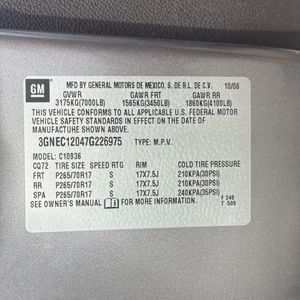 GM
MFD BY GENERAL MOTORS DE MEXICO, S. DE R.L. DE C.V. 10/06
GVWR GAWR FRT GAWR RR
3175KG(7000LB) 1565KG(3450LB) 1860KG(4100LB)
THIS VEHICLE CONFORMS TO ALL APPLICABLE U.S. FEDERAL MOTOR
VEHICLE SAFETY STANDARDS IN EFFECT ON THE DATE OF
MANUFACTURE SHOWN ABOVE.
3GNEC12047G226975 TYPE: M.P.V.
MODEL: C10936
CQ72 TIRE SIZE SPEED RTG RIM COLD TIRE PRESSURE
FRT P265/70R17 S 17X7.5J 210KPA(30PSI)
RR P265/70R17 S 17X7.5J 210KPA(30PSI)
SPA P265/70R17 S 17X7.5J 240KPA(35PSI)
SEE OWNER'S MANUAL FOR MORE INFORMATION. F 240
T 509